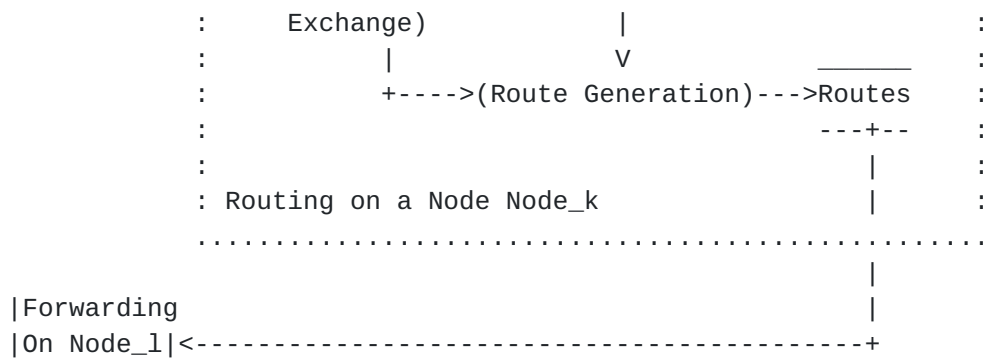 :     Exchange)            |                      :
:           |              V            ______    :
:           +---->(Route Generation)--->Routes    :
:                                       ---+--    :
:                                          |      :
: Routing on a Node Node_k                 |      :
...................................................
|
|Forwarding                                            |
|On Node_l|<-------------------------------------------+